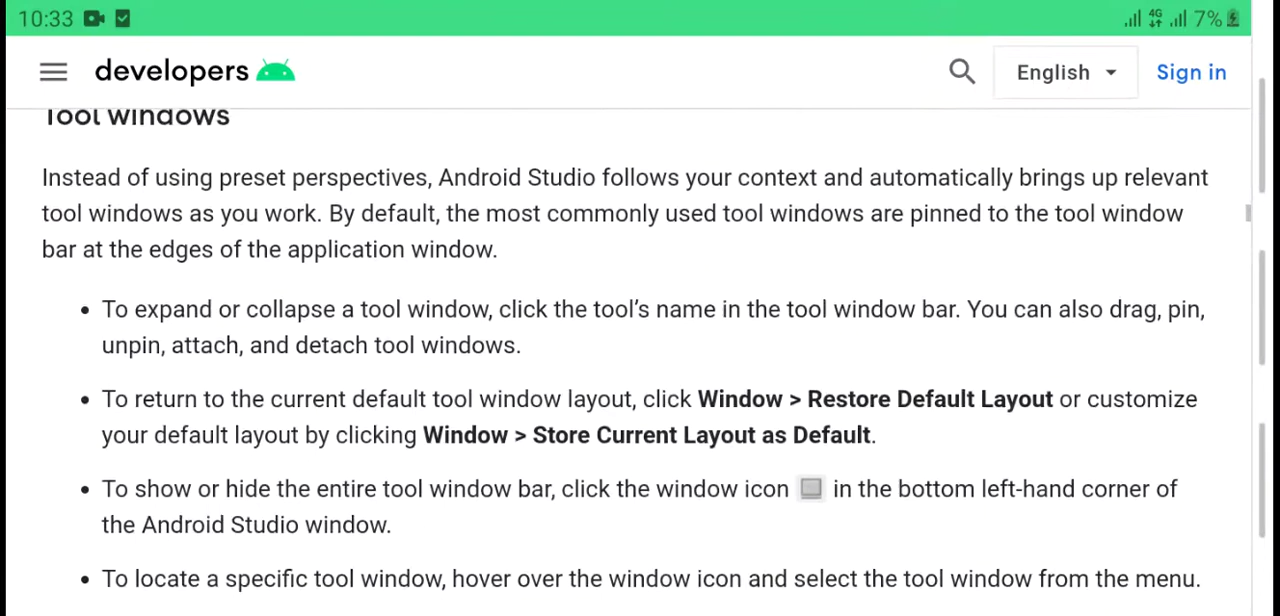 10:33 4G 7%
developers English Sign in
Tool windows
Instead of using preset perspectives, Android Studio follows your context and automatically brings up relevant
tool windows as you work. By default, the most commonly used tool windows are pinned to the tool window
bar at the edges of the application window.
• To expand or collapse a tool window, click the tool’s name in the tool window bar. You can also drag, pin,
unpin, attach, and detach tool windows.
• To return to the current default tool window layout, click Window > Restore Default Layout or customize
your default layout by clicking Window > Store Current Layout as Default.
• To show or hide the entire tool window bar, click the window icon in the bottom left-hand corner of
the Android Studio window.
• To locate a specific tool window, hover over the window icon and select the tool window from the menu.